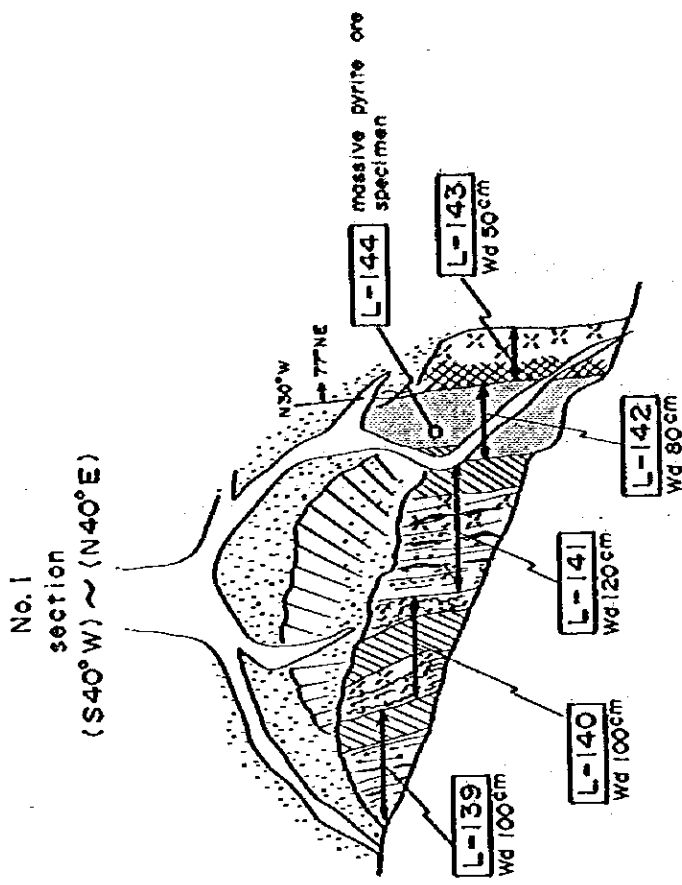 No.1
section
(S40°W) ~ (N40°E)
N30°W
→ 77°NE
L-144
massive pyrite ore
specimen
L-143
Wd 50cm
L-142
Wd 80cm
L-141
Wd 120cm
L-140
Wd 100cm
L-139
Wd 100cm